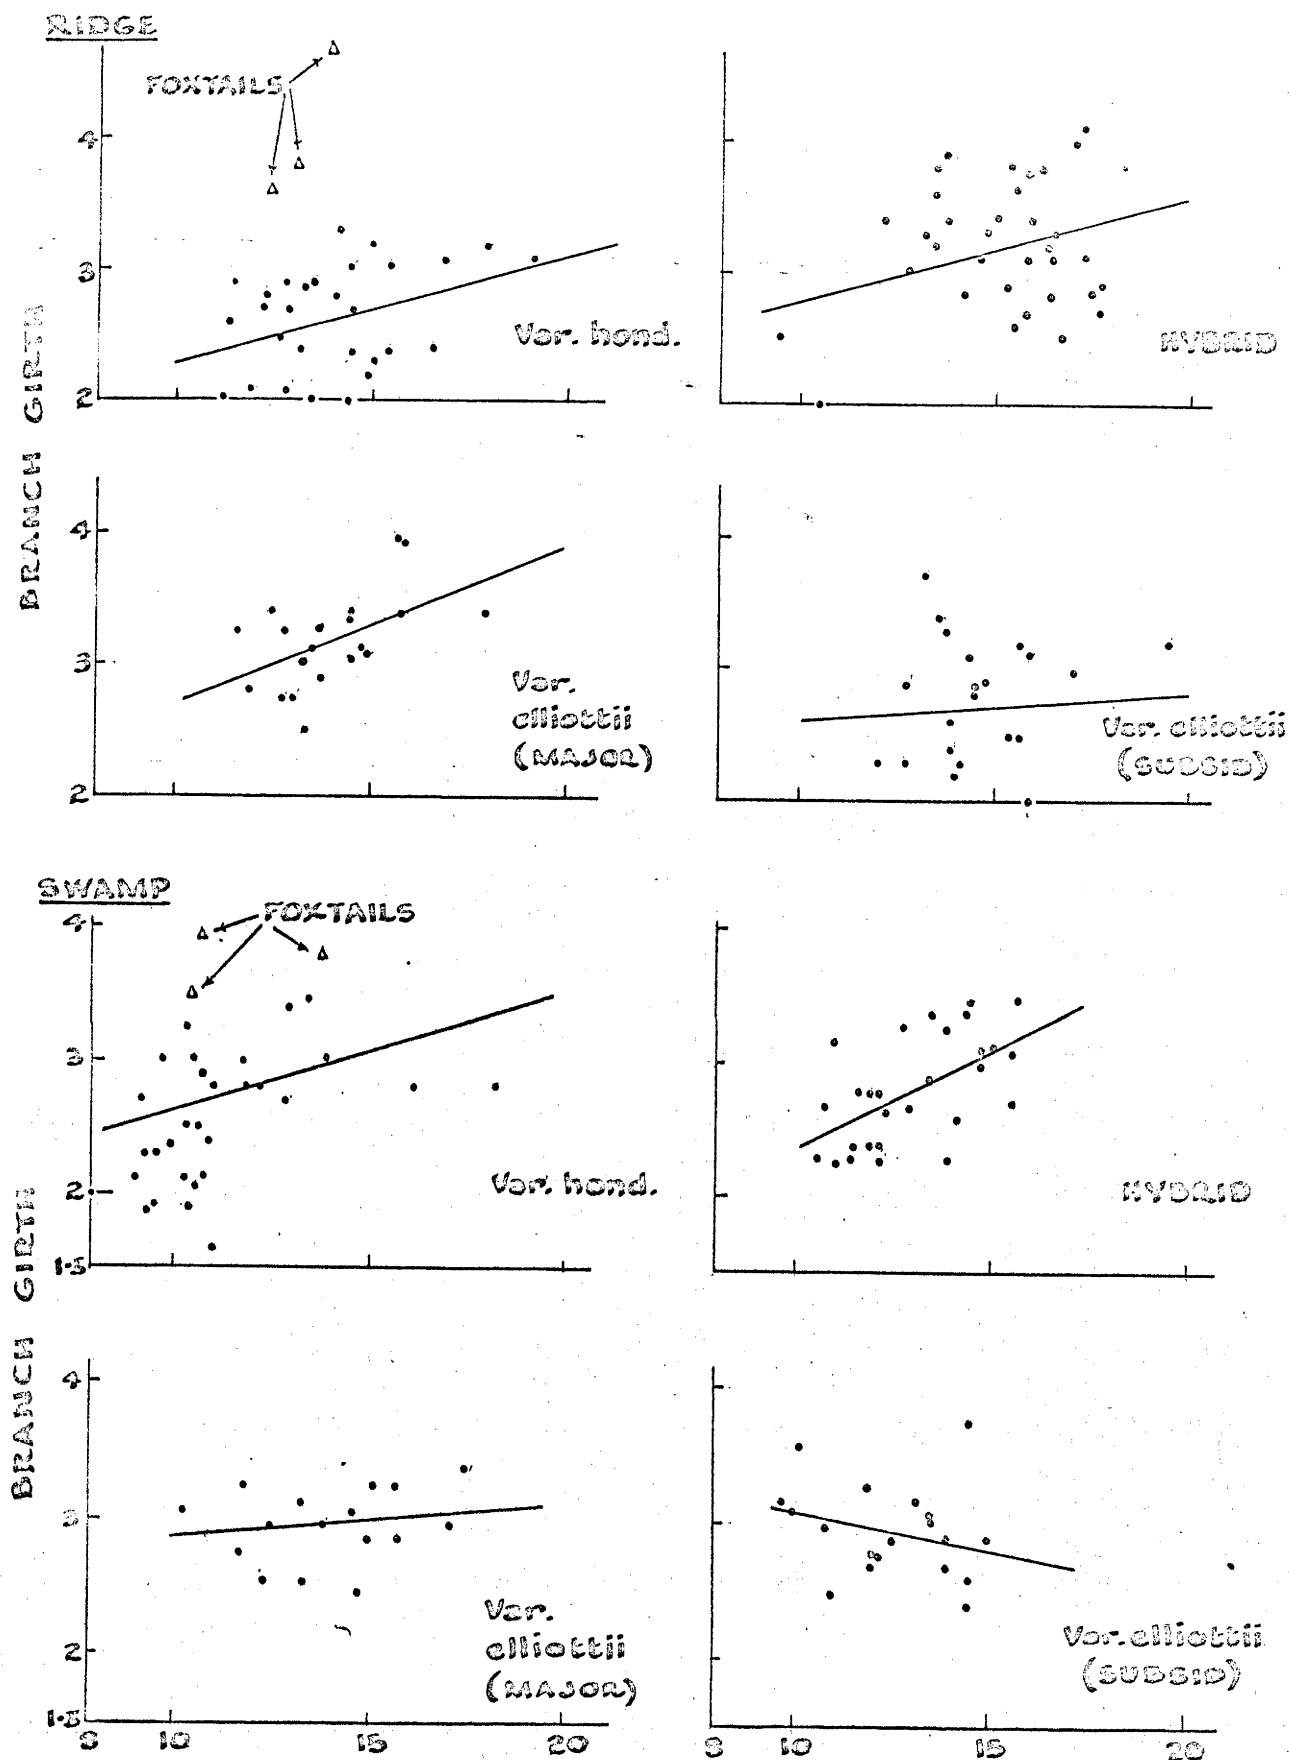 RIDGE
FOXTAILS
4
3
2
Var. hond.
HYBRID
BRANCH GIRTH
4
3
2
Var.
elliottii
(MAJOR)
Var. elliottii
(SUBSID)
SWAMP
FOXTAILS
4
3
2
1.5
Var. hond.
HYBRID
BRANCH GIRTH
4
3
2
1.5
Var.
elliottii
(MAJOR)
Var. elliottii
(SUBSID)
8 10 15 20
8 10 15 20